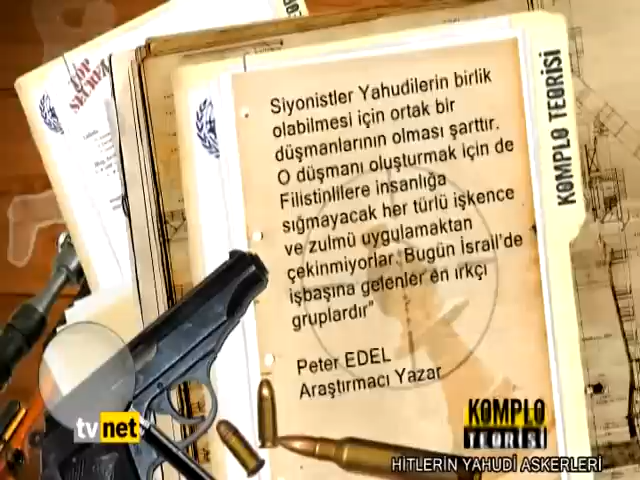 TOP
SECRET
Siyonistler Yahudilerin birlik
olabilmesi için ortak bir
düşmanlarının olması şarttır.
O düşmanı oluşturmak için de
Filistinlilere insanlığa
sığmayacak her türlü işkence
ve zulmü uygulamaktan
çekinmiyorlar. Bugün İsrail'de
işbaşına gelenler en ırkçı
gruplardır"
Peter EDEL
Araştırmacı Yazar
KOMPLO TEORİSİ
tvnet
KOMPLO
TEORİSİ
HİTLERİN YAHUDİ ASKERLERİ